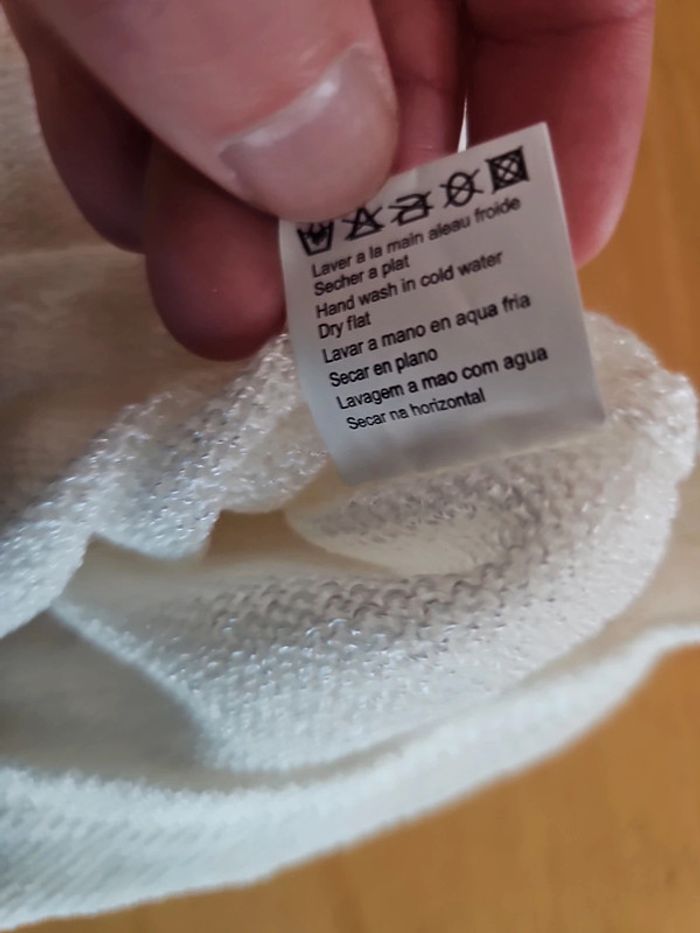 Laver a la main aleau froide
Secher a plat
Hand wash in cold water
Dry flat
Lavar a mano en aqua fria
Secar en plano
Lavagem a mao com agua
Secar na horizontal